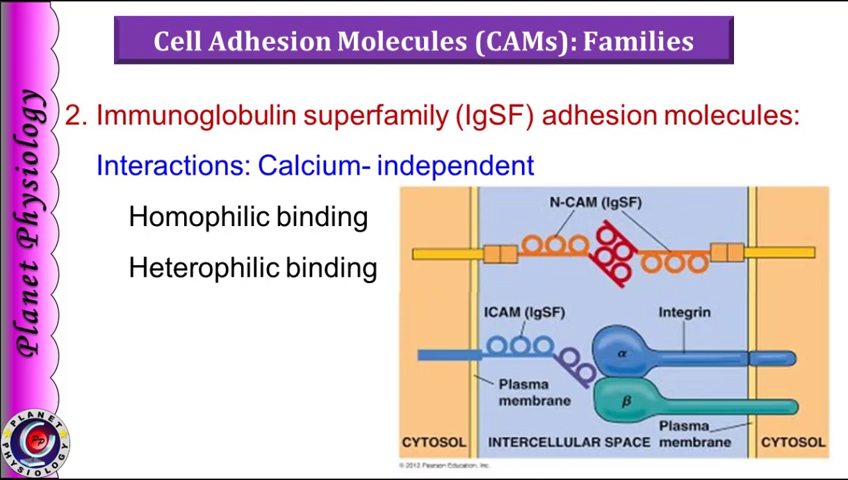 Cell Adhesion Molecules (CAMs): Families
Planet Physiology
2. Immunoglobulin superfamily (IgSF) adhesion molecules:
Interactions: Calcium- independent
Homophilic binding
Heterophilic binding
N-CAM (IgSF)
ICAM (IgSF)
Integrin
α
β
Plasma
membrane
Plasma
membrane
CYTOSOL
INTERCELLULAR SPACE
CYTOSOL
© 2012 Pearson Education, Inc.
PLANET
PHYSIOLOGY
PP